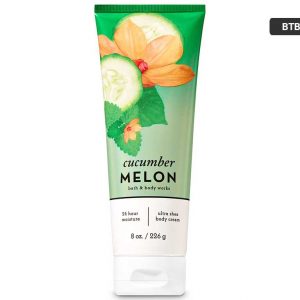 BTB
cucumber
MELON
bath & body works
24 hour
moisture
ultra shea
body cream
8 oz. / 226 g